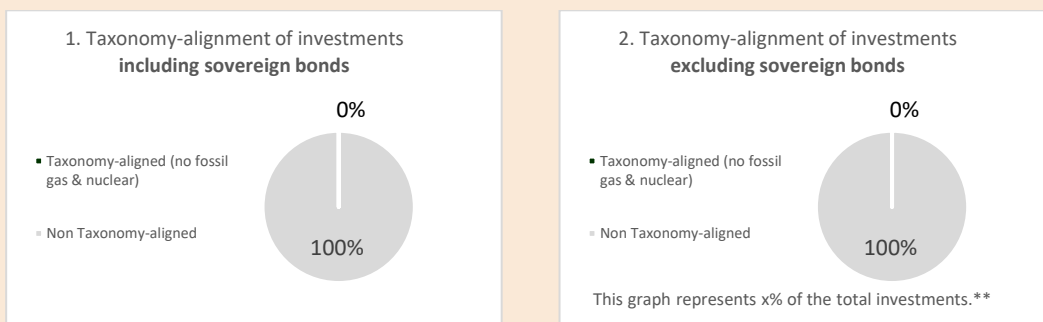 1. Taxonomy-alignment of investments
including sovereign bonds
0%
Taxonomy-aligned (no fossil
gas & nuclear)
Non Taxonomy-aligned
100%
2. Taxonomy-alignment of investments
excluding sovereign bonds
0%
Taxonomy-aligned (no fossil
gas & nuclear)
Non Taxonomy-aligned
100%
This graph represents x% of the total investments.**